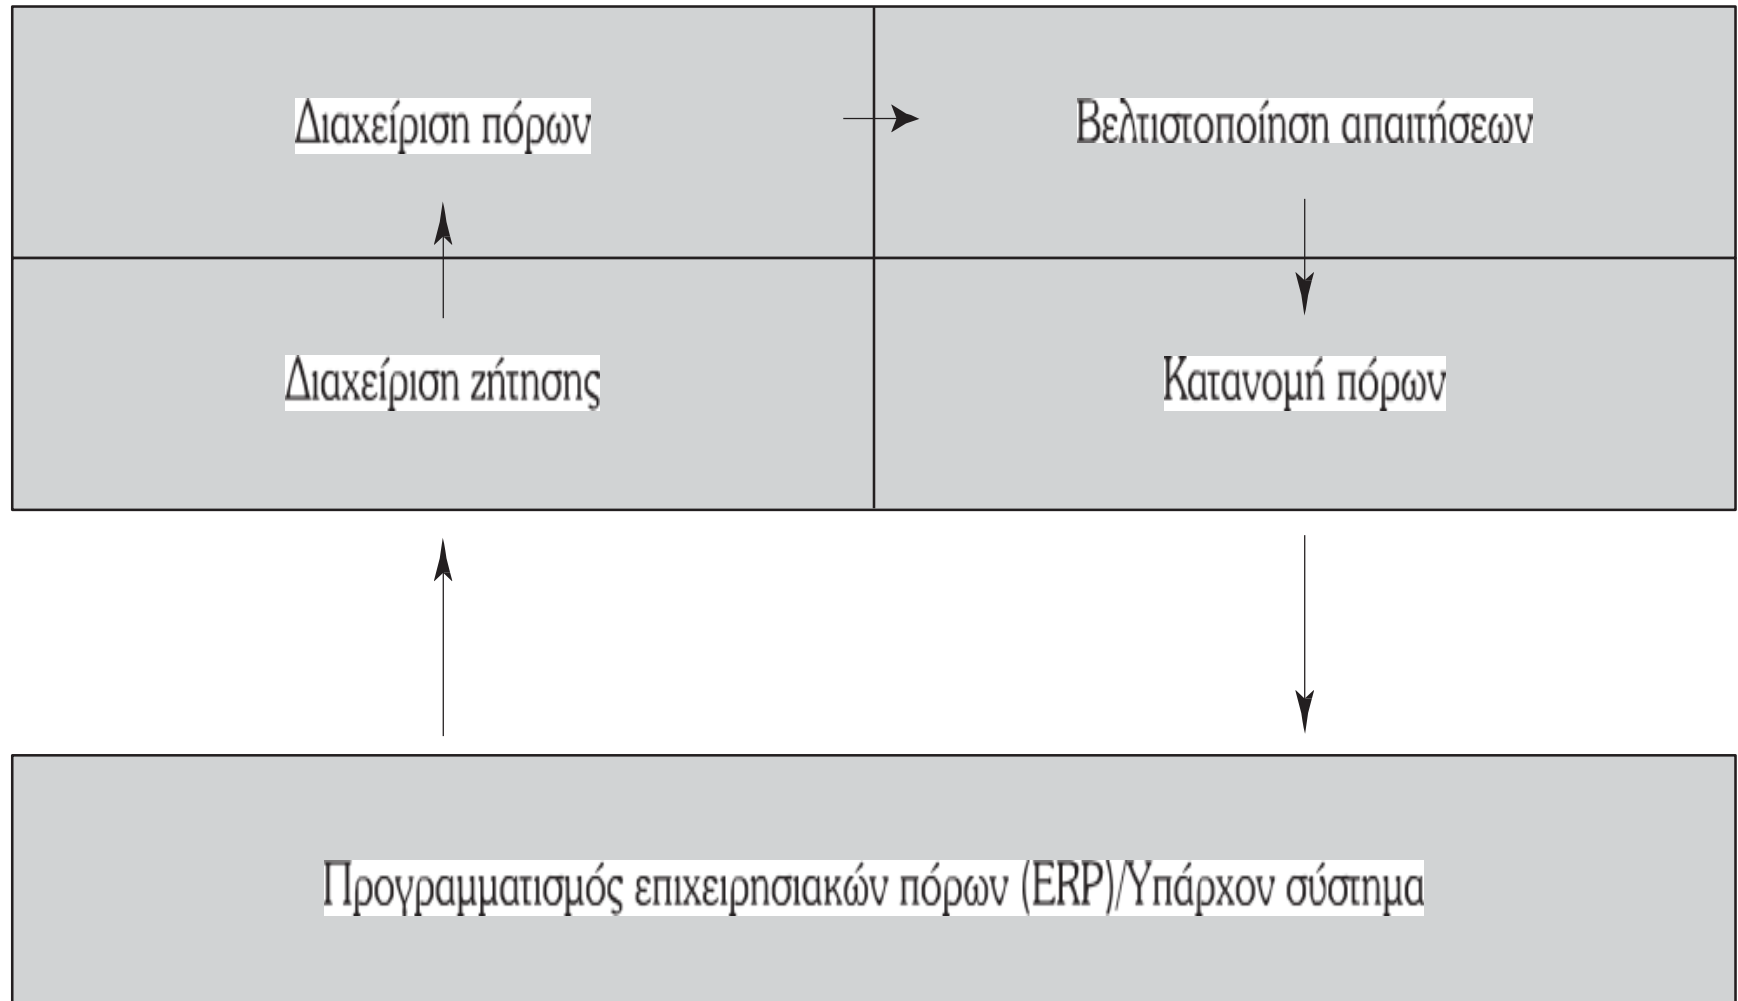 Διαχείριση πόρων
Βελτιστοποίηση απαιτήσεων
Διαχείριση ζήτησης
Κατανομή πόρων
Προγραμματισμός επιχειρησιακών πόρων (ERP)/Υπάρχον σύστημα